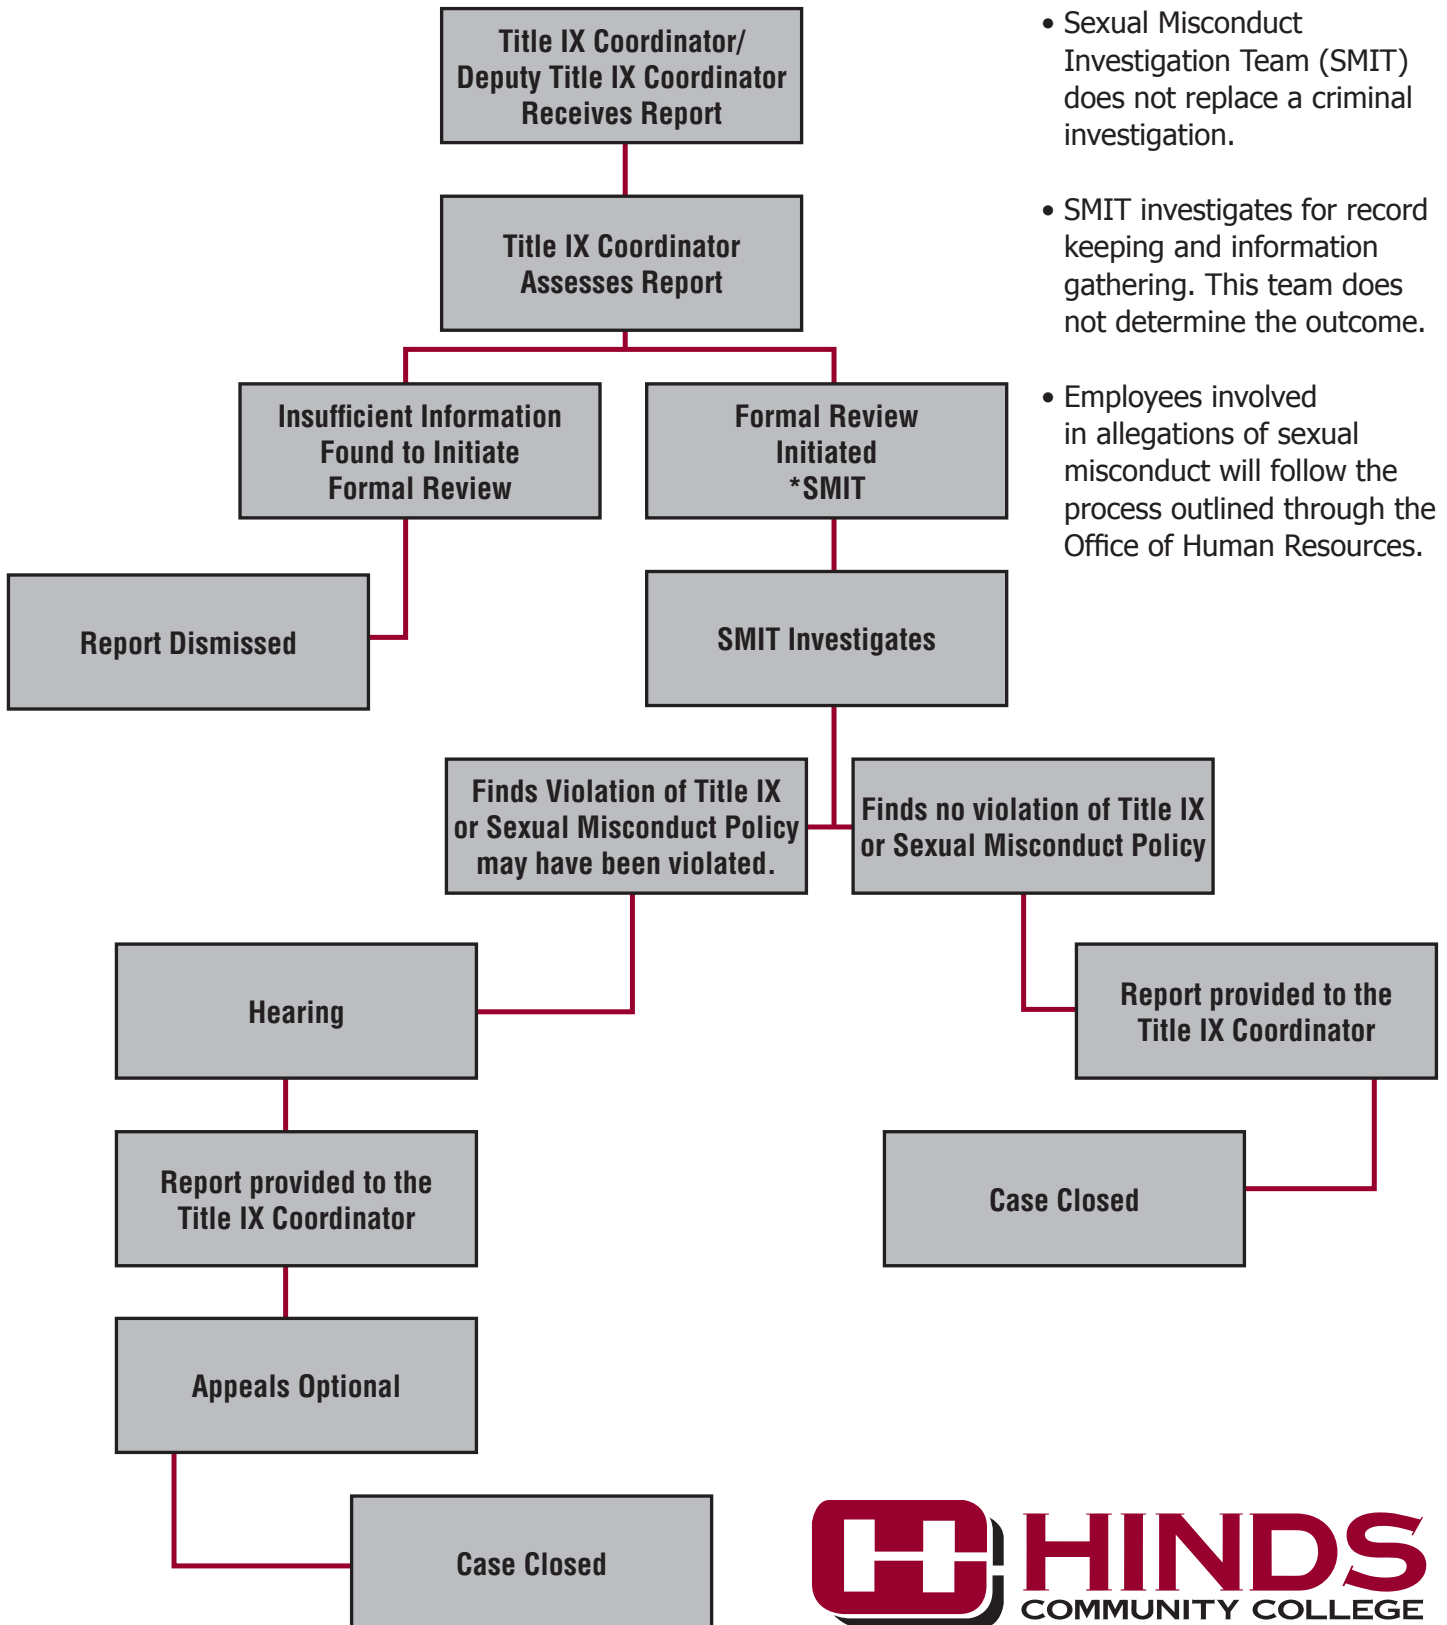 Title IX Coordinator/
Deputy Title IX Coordinator
Receives Report
• Sexual Misconduct
Investigation Team (SMIT)
does not replace a criminal
investigation.
• SMIT investigates for record
keeping and information
gathering. This team does
not determine the outcome.
• Employees involved
in allegations of sexual
misconduct will follow the
process outlined through the
Office of Human Resources.
Title IX Coordinator
Assesses Report
Insufficient Information
Found to Initiate
Formal Review
Formal Review
Initiated
*SMIT
Report Dismissed
SMIT Investigates
Finds Violation of Title IX
or Sexual Misconduct Policy
may have been violated.
Finds no violation of Title IX
or Sexual Misconduct Policy
Hearing
Report provided to the
Title IX Coordinator
Report provided to the
Title IX Coordinator
Case Closed
Appeals Optional
Case Closed
H
HINDS
COMMUNITY COLLEGE